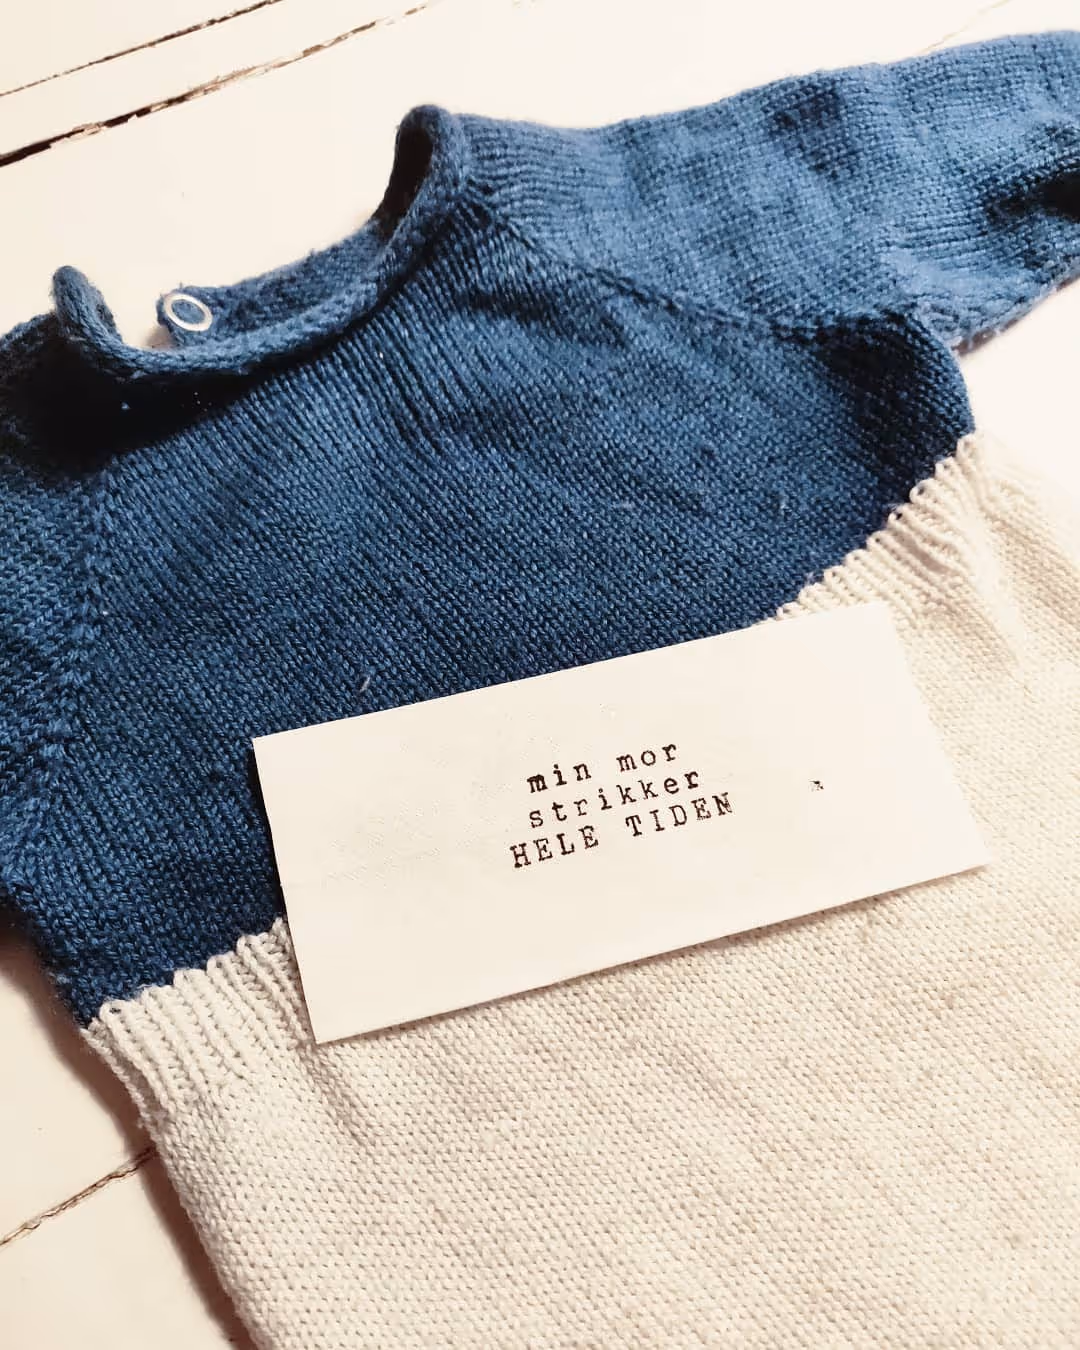 min mor
strikker
HELE TIDEN